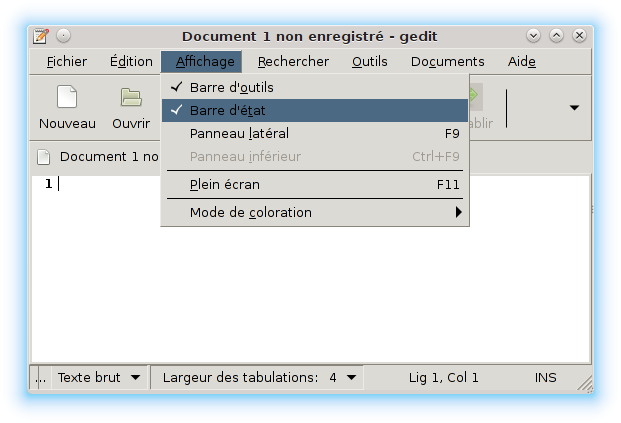 Document 1 non enregistré - gedit
Fichier Édition Affichage Rechercher Outils Documents Aide
Nouveau Ouvrir
Barre d'outils
Barre d'état
Panneau latéral F9
Panneau inférieur Ctrl+F9
Plein écran F11
Mode de coloration
Document 1
1
... Texte brut Largeur des tabulations: 4 Lig 1, Col 1 INS